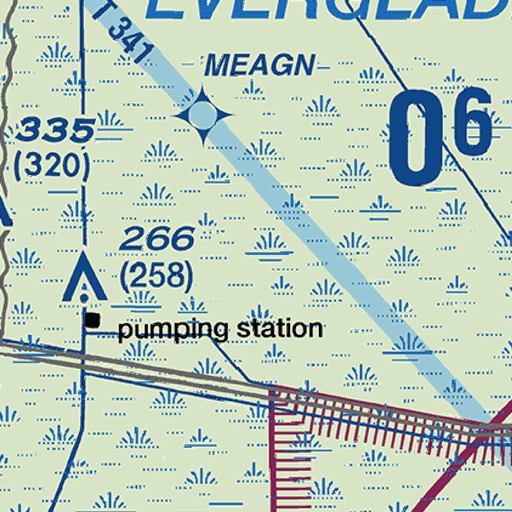 EVERGLAD
T 341
MEAGN
06
335
(320)
266
(258)
pumping station